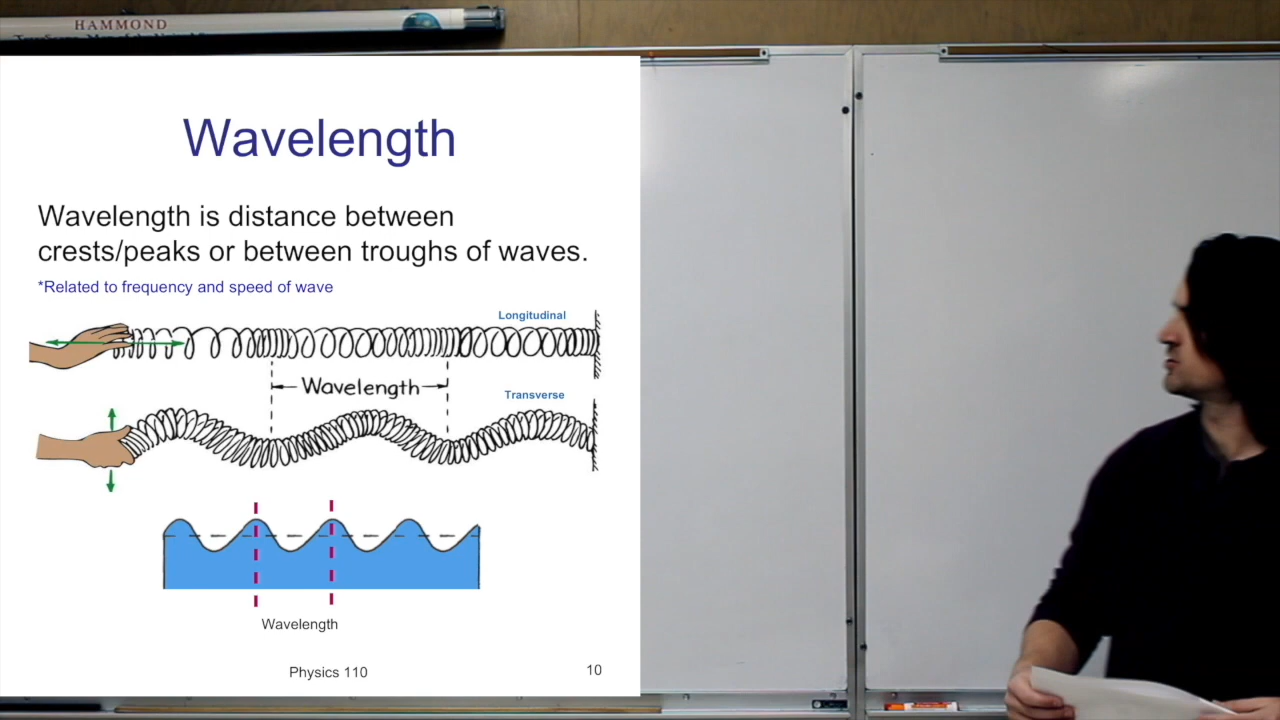 HAMMOND
Wavelength
Wavelength is distance between
crests/peaks or between troughs of waves.
*Related to frequency and speed of wave
Longitudinal
Wavelength
Transverse
Wavelength
Physics 110
10